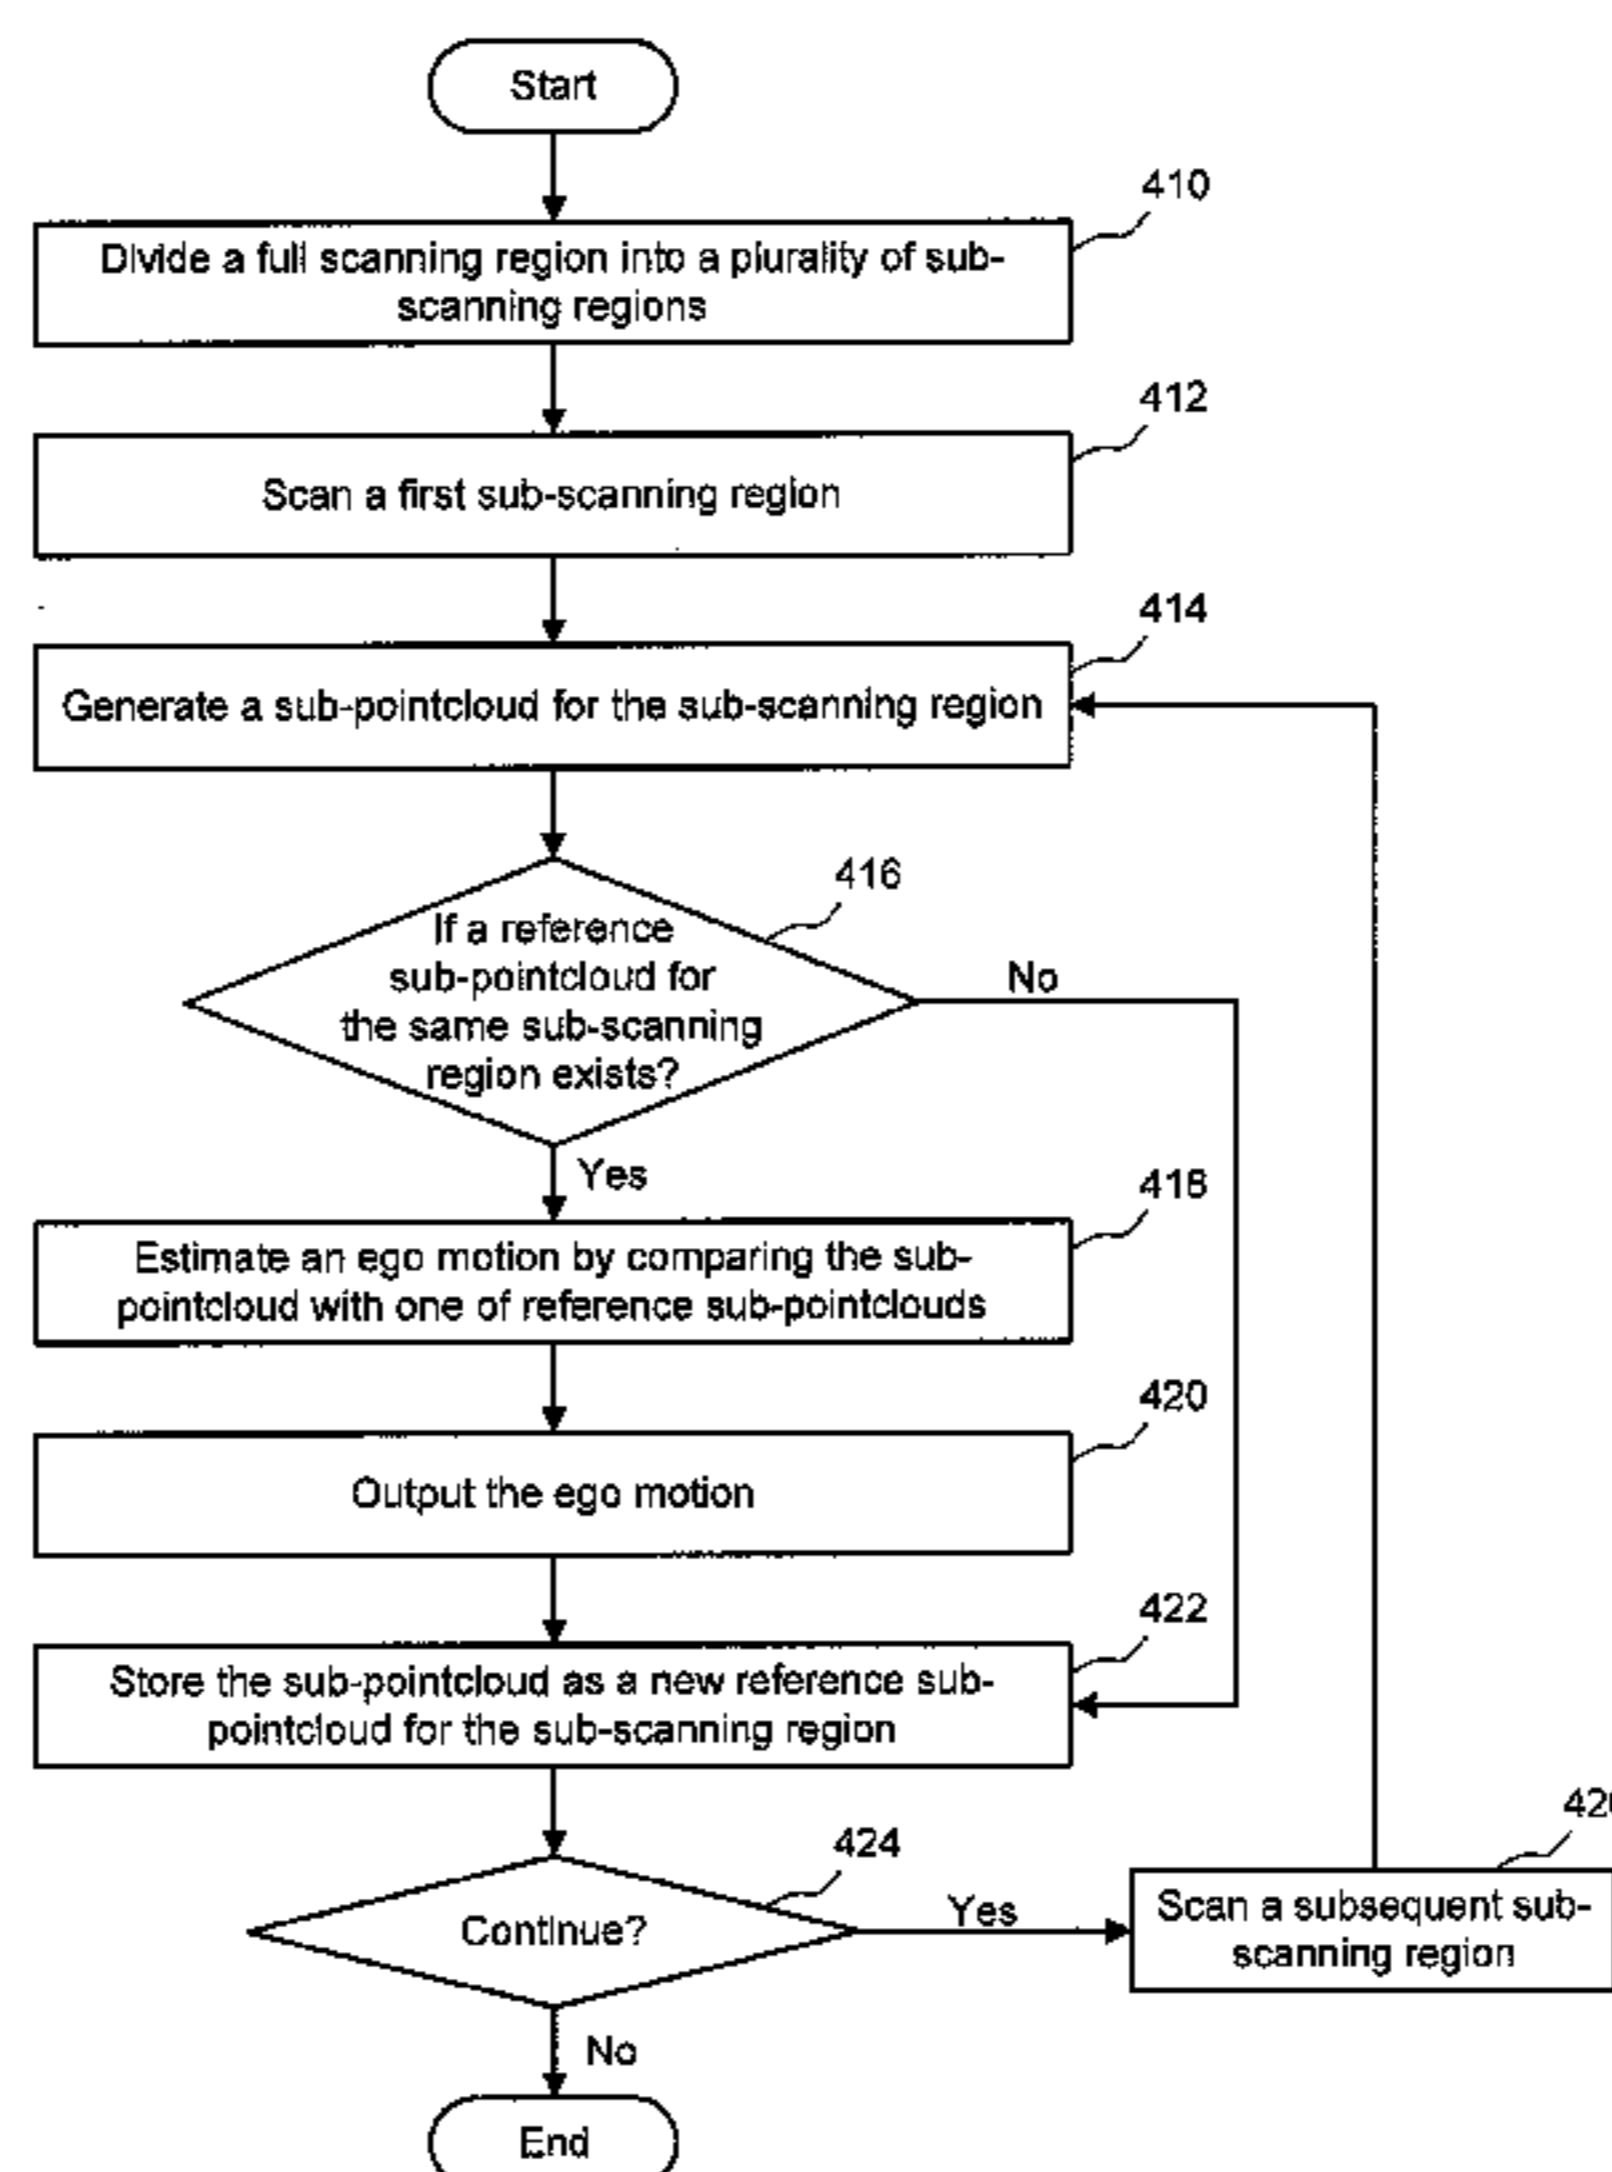 Start
410
Divide a full scanning region into a plurality of sub-
scanning regions
412
Scan a first sub-scanning region
414
Generate a sub-pointcloud for the sub-scanning region
416
If a reference
sub-pointcloud for
the same sub-scanning
region exists?
No
Yes
418
Estimate an ego motion by comparing the sub-
pointcloud with one of reference sub-pointclouds
420
Output the ego motion
422
Store the sub-pointcloud as a new reference sub-
pointcloud for the sub-scanning region
424
Continue?
Yes
Scan a subsequent sub-
scanning region
No
End